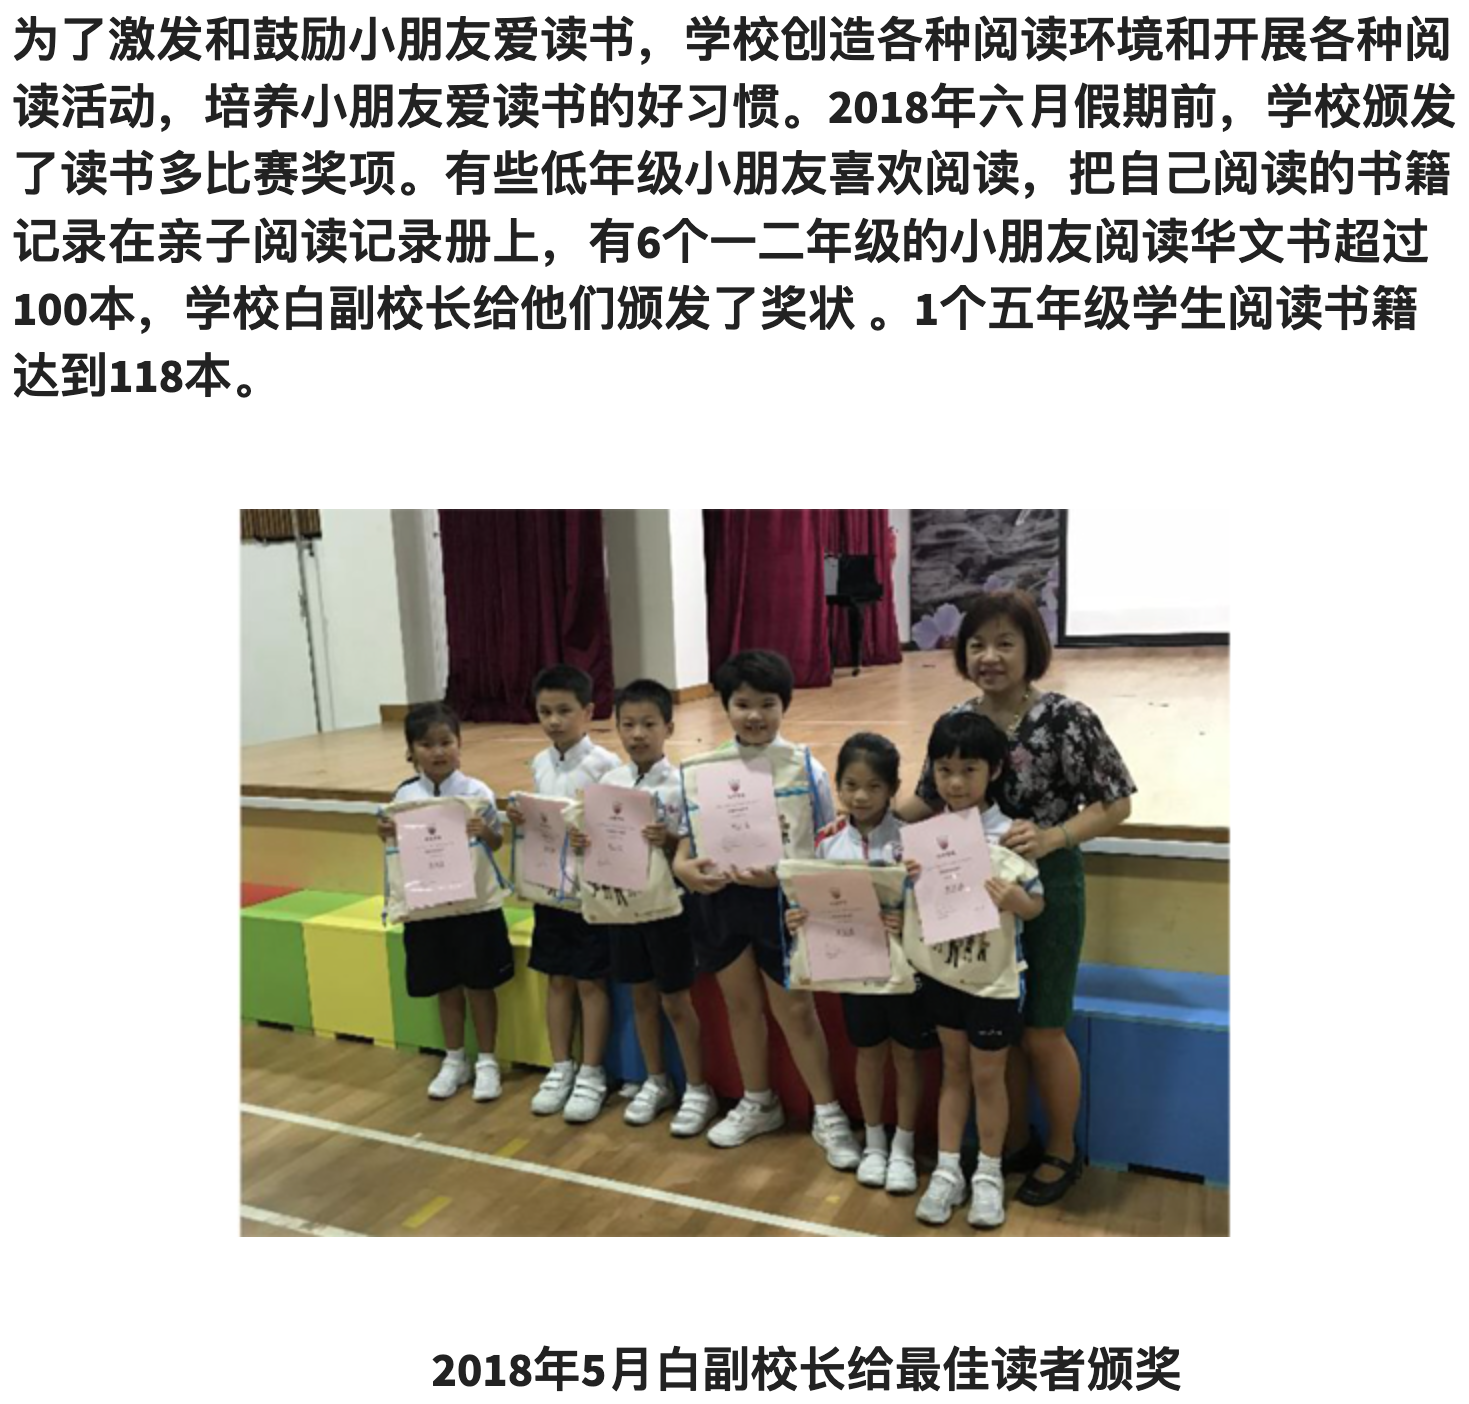 为了激发和鼓励小朋友爱读书，学校创造各种阅读环境和开展各种阅
读活动，培养小朋友爱读书的好习惯。2018年六月假期前，学校颁发
了读书多比赛奖项。有些低年级小朋友喜欢阅读，把自己阅读的书籍
记录在亲子阅读记录册上，有6个一二年级的小朋友阅读华文书超过
100本，学校白副校长给他们颁发了奖状 。1个五年级学生阅读书籍
达到118本。
2018年5月白副校长给最佳读者颁奖